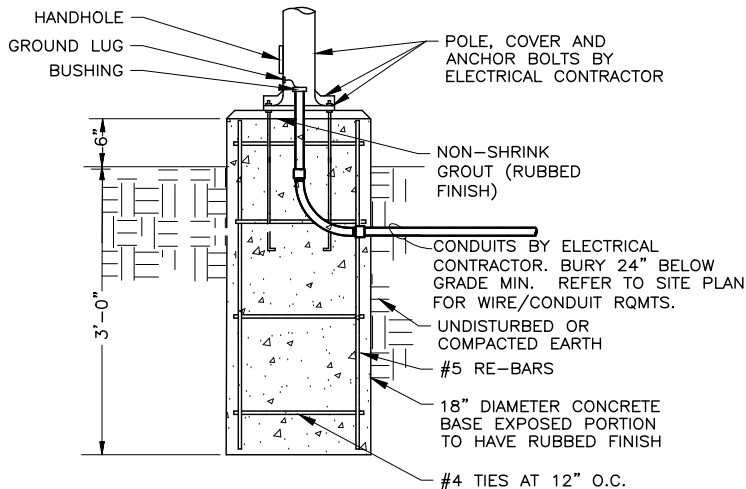 HANDHOLE
GROUND LUG
BUSHING
POLE, COVER AND
ANCHOR BOLTS BY
ELECTRICAL CONTRACTOR
6"
NON-SHRINK
GROUT (RUBBED
FINISH)
CONDUITS BY ELECTRICAL
CONTRACTOR. BURY 24" BELOW
GRADE MIN. REFER TO SITE PLAN
FOR WIRE/CONDUIT RQMTS.
3'-0"
UNDISTURBED OR
COMPACTED EARTH
#5 RE-BARS
18" DIAMETER CONCRETE
BASE EXPOSED PORTION
TO HAVE RUBBED FINISH
#4 TIES AT 12" O.C.